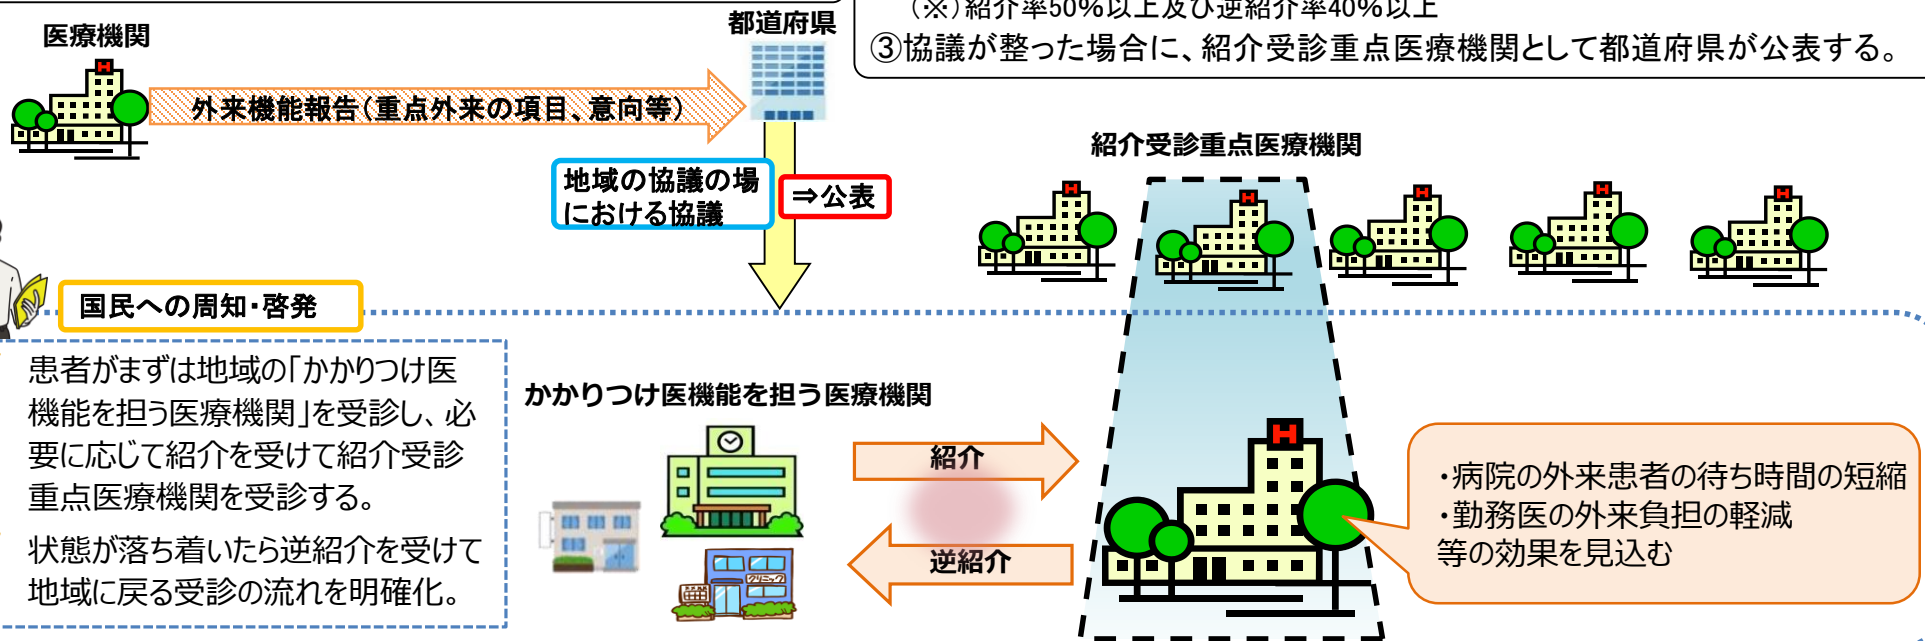 (※)紹介率50%以上及び逆紹介率40%以上
③協議が整った場合に、紹介受診重点医療機関として都道府県が公表する。
医療機関
都道府県
外来機能報告(重点外来の項目、意向等)
地域の協議の場
における協議
⇒公表
紹介受診重点医療機関
国民への周知・啓発
患者がまずは地域の「かかりつけ医
機能を担う医療機関」を受診し、必
要に応じて紹介を受けて紹介受診
重点医療機関を受診する。
状態が落ち着いたら逆紹介を受けて
地域に戻る受診の流れを明確化。
かかりつけ医機能を担う医療機関
クリニック
紹介
逆紹介
H
H
H
H
H
H
H
・病院の外来患者の待ち時間の短縮
・勤務医の外来負担の軽減
等の効果を見込む